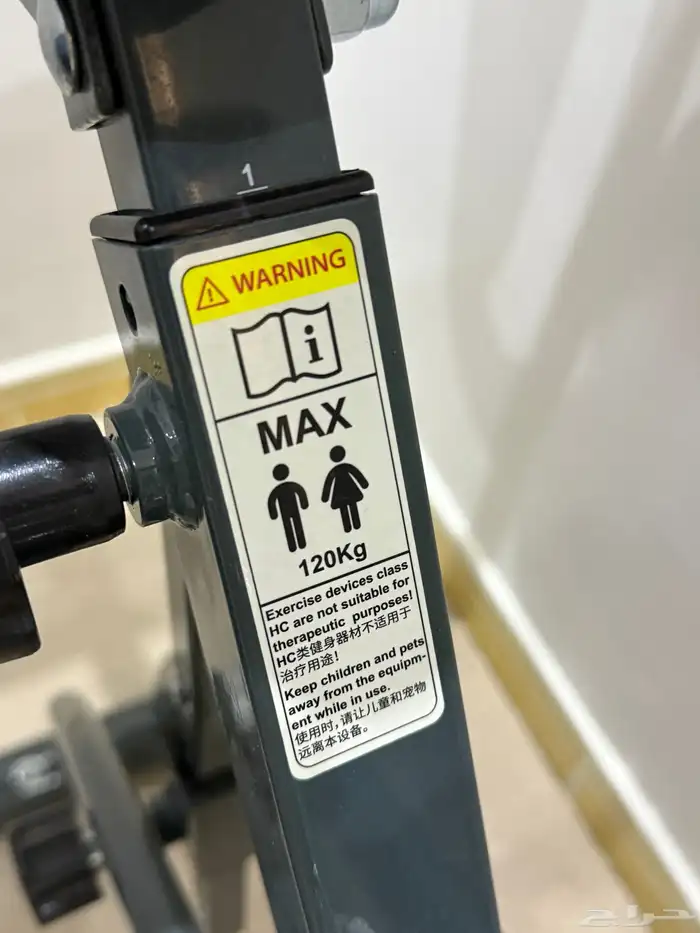 1
WARNING
i
MAX
120Kg
Exercise devices class
HC are not suitable for
therapeutic purposes!
HC类健身器材不适用于
治疗用途!
Keep children and pets
away from the equipm-
ent while in use.
使用时,请让儿童和宠物
远离本设备。
حراج